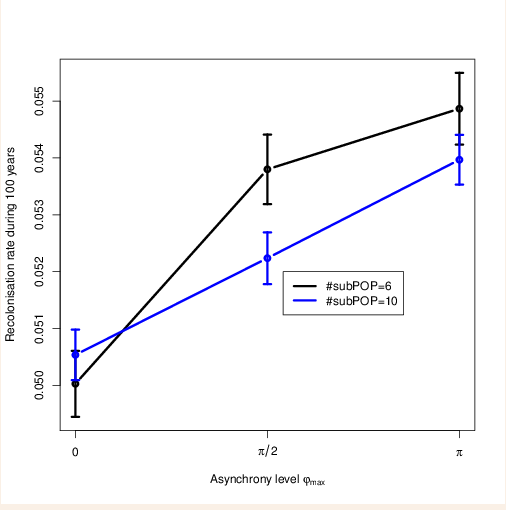 Recolonisation rate during 100 years
0.055
0.054
0.053
0.052
0.051
0.050
#subPOP=6
#subPOP=10
0
π/2
π
Asynchrony level φmax